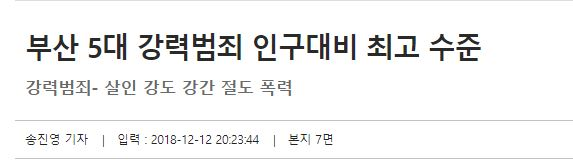 부산 5대 강력범죄 인구대비 최고 수준
강력범죄- 살인 강도 강간 절도 폭력
송진영 기자 | 입력 : 2018-12-12 20:23:44 | 본지 7면